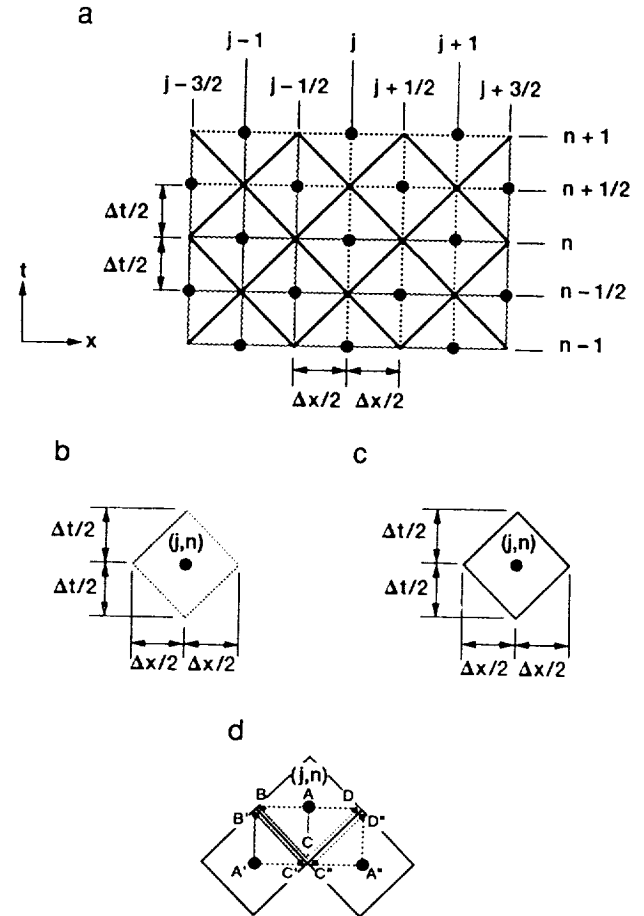 a
j – 1 j j + 1
j – 3/2 j – 1/2 j + 1/2 j + 3/2
n + 1
n + 1/2
Δt/2
n
Δt/2
t
n – 1/2
x
n – 1
Δx/2 Δx/2
b c
Δt/2 (j,n) Δt/2 (j,n)
Δt/2 Δt/2
Δx/2 Δx/2 Δx/2 Δx/2
d
(j,n)
B A D
B' D"
C
A' C' C" A"